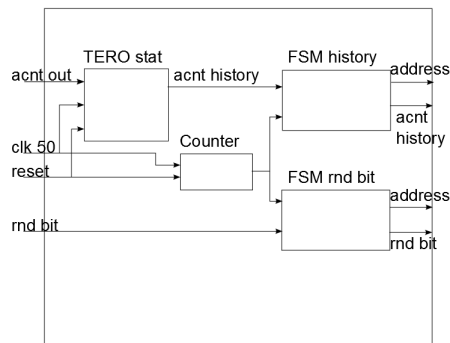 TERO stat
FSM history
acnt out
acnt history
address
acnt
history
clk 50
Counter
reset
FSM rnd bit
address
rnd bit
rnd bit